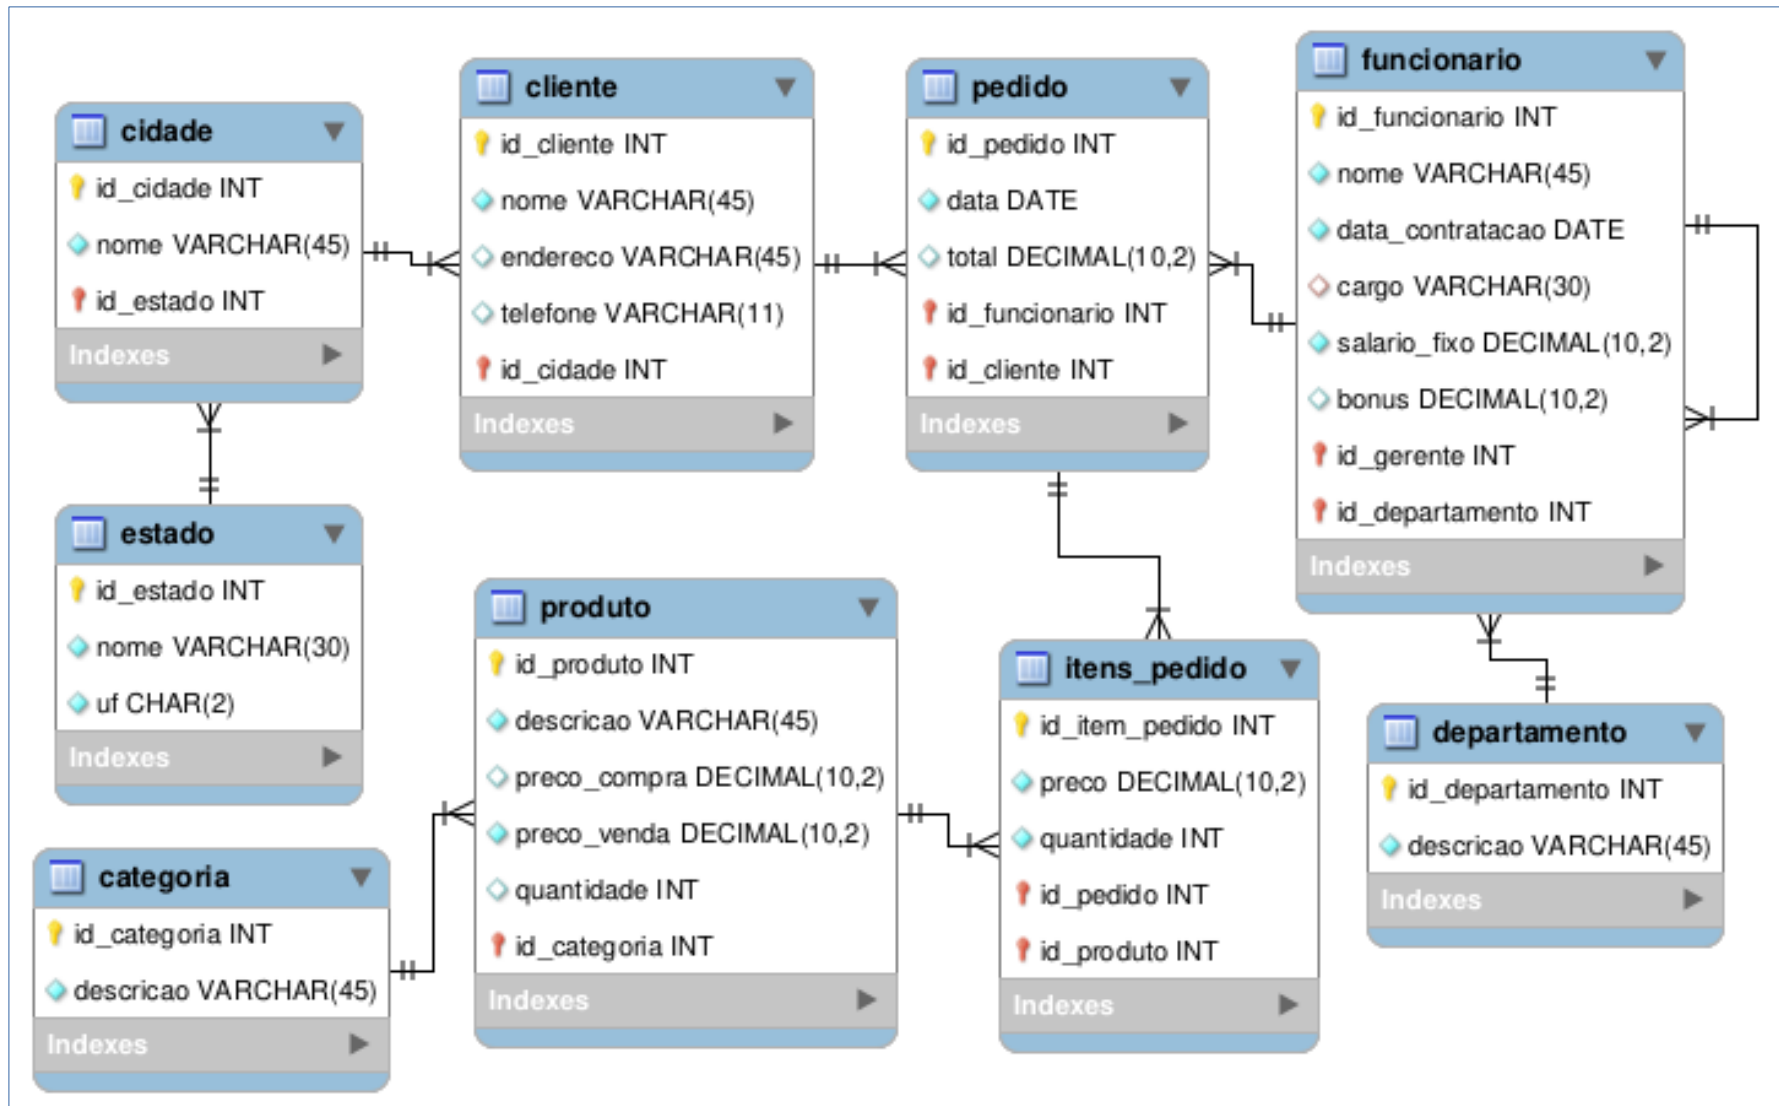 cidade
id_cidade INT
nome VARCHAR(45)
id_estado INT
Indexes
cliente
id_cliente INT
nome VARCHAR(45)
endereco VARCHAR(45)
telefone VARCHAR(11)
id_cidade INT
Indexes
pedido
id_pedido INT
data DATE
total DECIMAL(10,2)
id_funcionario INT
id_cliente INT
Indexes
funcionario
id_funcionario INT
nome VARCHAR(45)
data_contratacao DATE
cargo VARCHAR(30)
salario_fixo DECIMAL(10,2)
bonus DECIMAL(10,2)
id_gerente INT
id_departamento INT
Indexes
estado
id_estado INT
nome VARCHAR(30)
uf CHAR(2)
Indexes
produto
id_produto INT
descricao VARCHAR(45)
preco_compra DECIMAL(10,2)
preco_venda DECIMAL(10,2)
quantidade INT
id_categoria INT
Indexes
itens_pedido
id_item_pedido INT
preco DECIMAL(10,2)
quantidade INT
id_pedido INT
id_produto INT
Indexes
departamento
id_departamento INT
descricao VARCHAR(45)
Indexes
categoria
id_categoria INT
descricao VARCHAR(45)
Indexes